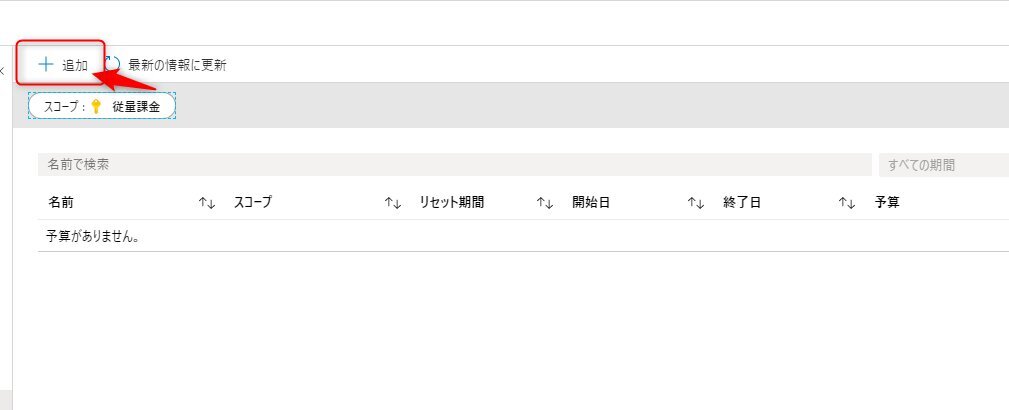 追加 最新の情報に更新
スコープ : 従量課金
名前で検索 すべての期間
名前 スコープ リセット期間 開始日 終了日 予算
予算がありません。